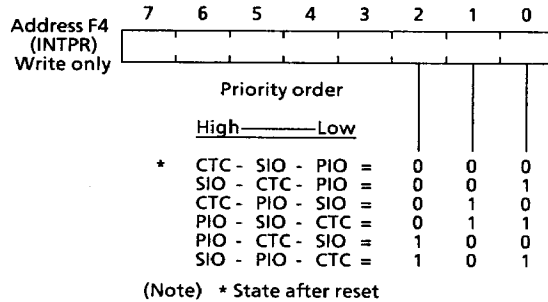 7 6 5 4 3 2 1 0
Address F4
(INTPR)
Write only
Priority order
High Low
* CTC - SIO - PIO = 0 0 0
SIO - CTC - PIO = 0 0 1
CTC - PIO - SIO = 0 1 0
PIO - SIO - CTC = 0 1 1
PIO - CTC - SIO = 1 0 0
SIO - PIO - CTC = 1 0 1
(Note) * State after reset